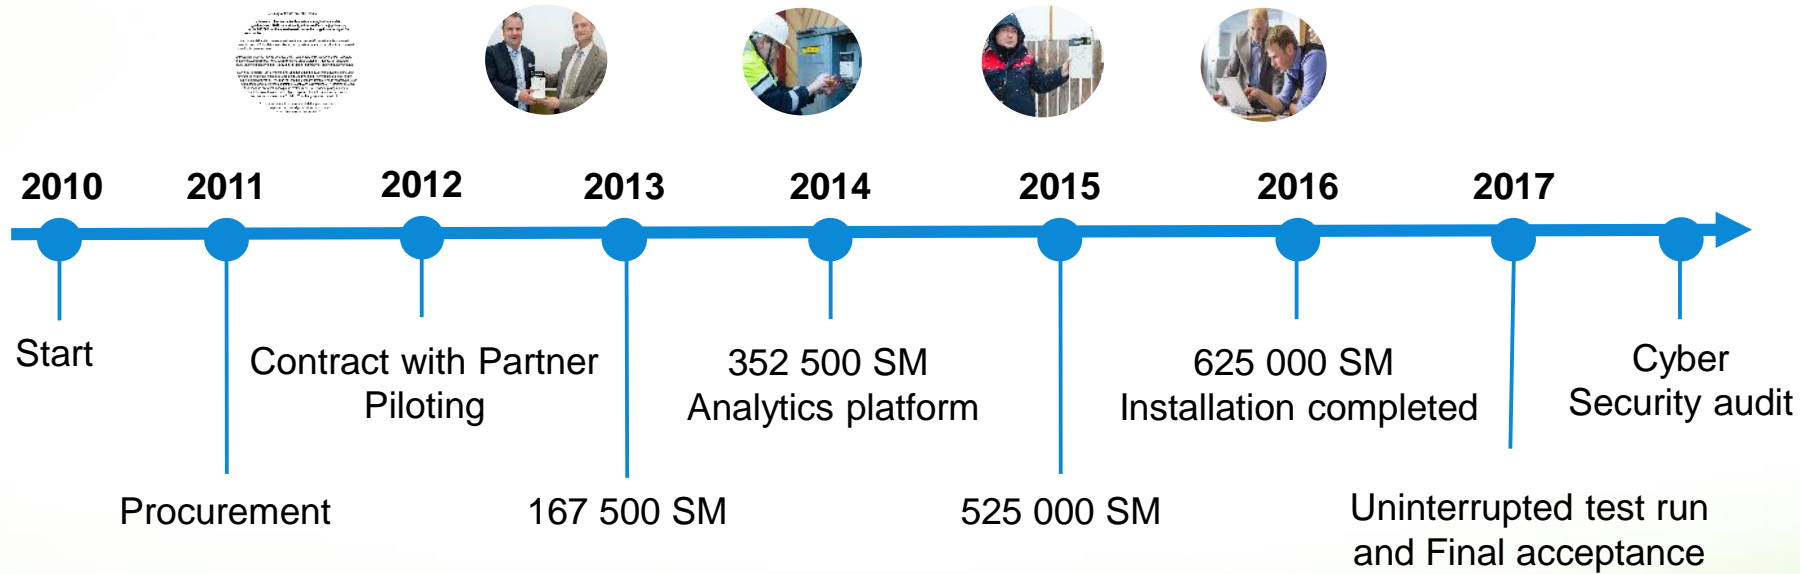 2010
2011
2012
2013
2014
2015
2016
2017
Start
Contract with Partner
Piloting
352 500 SM
Analytics platform
625 000 SM
Installation completed
Cyber
Security audit
Procurement
167 500 SM
525 000 SM
Uninterrupted test run
and Final acceptance